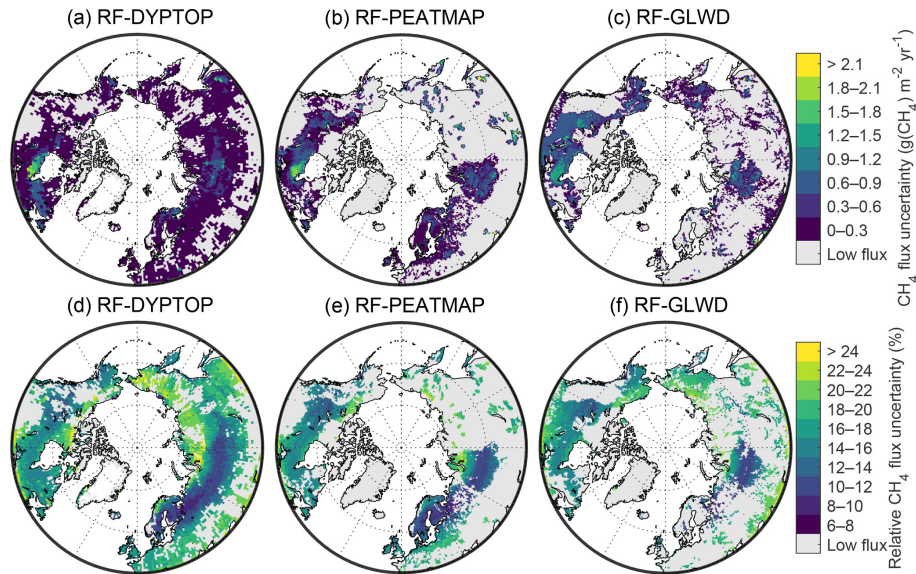 (a) RF-DYPTOP
(b) RF-PEATMAP
(c) RF-GLWD
> 2.1
1.8–2.1
1.5–1.8
1.2–1.5
0.9–1.2
0.6–0.9
0.3–0.6
0–0.3
Low flux
CH4 flux uncertainty (g(CH4) m−2 yr−1)
(d) RF-DYPTOP
(e) RF-PEATMAP
(f) RF-GLWD
> 24
22–24
20–22
18–20
16–18
14–16
12–14
10–12
8–10
6–8
Low flux
Relative CH4 flux uncertainty (%)